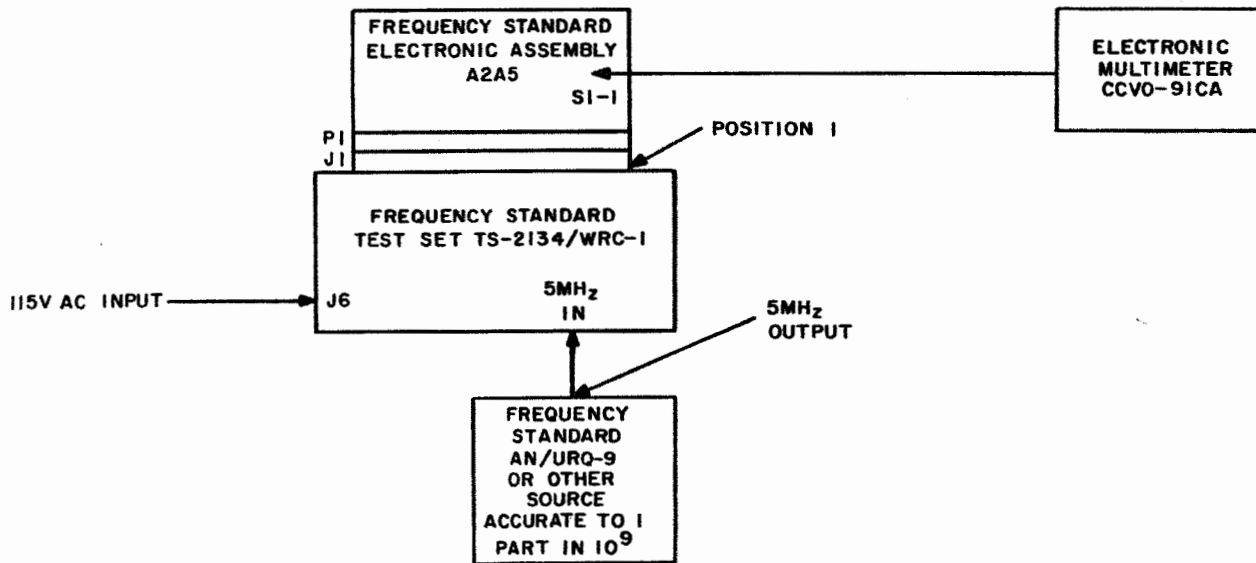 FREQUENCY STANDARD
ELECTRONIC ASSEMBLY
A2A5
S1-1
ELECTRONIC
MULTIMETER
CCVO-91CA
P1
J1
POSITION 1
FREQUENCY STANDARD
TEST SET TS-2134/WRC-1
115V AC INPUT
J6
5MHz
IN
5MHz
OUTPUT
FREQUENCY
STANDARD
AN/URQ-9
OR OTHER
SOURCE
ACCURATE TO 1
PART IN 10⁹